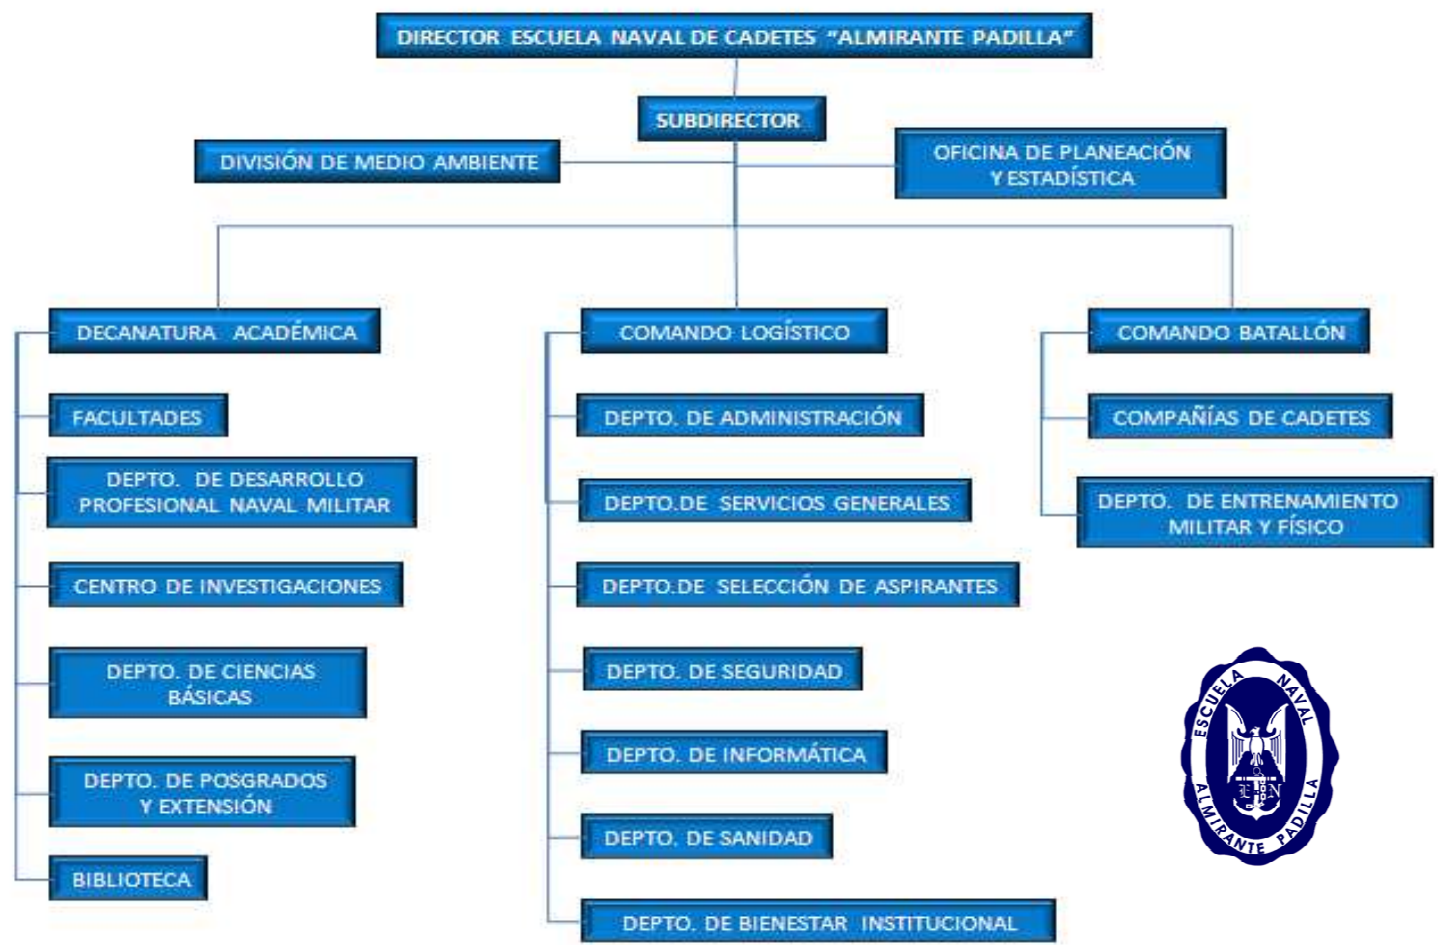 DIRECTOR ESCUELA NAVAL DE CADETES "ALMIRANTE PADILLA"
SUBDIRECTOR
DIVISIÓN DE MEDIO AMBIENTE
OFICINA DE PLANEACIÓN
Y ESTADÍSTICA
DECANATURA ACADÉMICA
FACULTADES
DEPTO. DE DESARROLLO
PROFESIONAL NAVAL MILITAR
CENTRO DE INVESTIGACIONES
DEPTO. DE CIENCIAS
BÁSICAS
DEPTO. DE POSGRADOS
Y EXTENSIÓN
BIBLIOTECA
COMANDO LOGÍSTICO
DEPTO. DE ADMINISTRACIÓN
DEPTO.DE SERVICIOS GENERALES
DEPTO.DE SELECCIÓN DE ASPIRANTES
DEPTO. DE SEGURIDAD
DEPTO. DE INFORMÁTICA
DEPTO. DE SANIDAD
DEPTO. DE BIENESTAR INSTITUCIONAL
COMANDO BATALLÓN
COMPAÑÍAS DE CADETES
DEPTO. DE ENTRENAMIENTO
MILITAR Y FÍSICO
ESCUELA NAVAL
E N
ALMIRANTE PADILLA